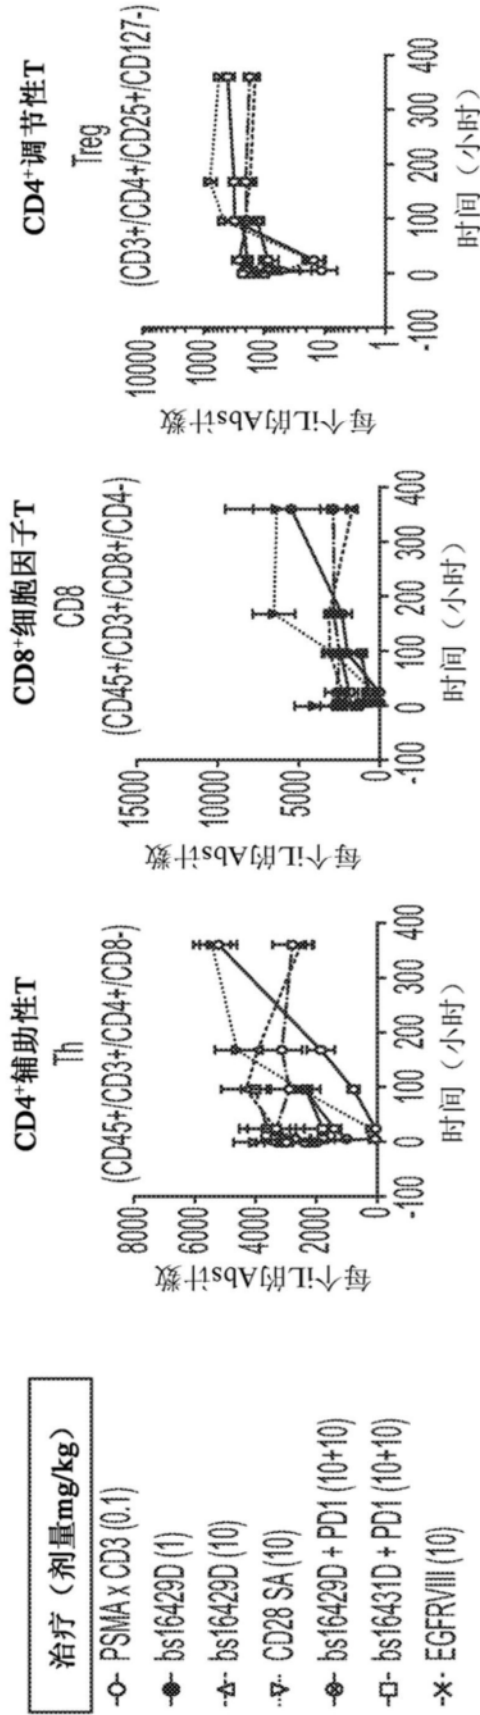 治疗（剂量mg/kg）
PSMA x CD3 (0.1)
bs16429D (1)
bs16429D (10)
CD28 SA (10)
bs16429D + PD1 (10+10)
bs16431D + PD1 (10+10)
EGFRVIII (10)
CD4⁺辅助性T
Th
(CD45+/CD3+/CD4+/CD8-)
每个iL的Abs计数
8000
6000
4000
2000
0
-100 0 100 200 300 400
时间（小时）
CD8⁺细胞因子T
CD8
(CD45+/CD3+/CD8+/CD4-)
每个iL的Abs计数
15000
10000
5000
0
-100 0 100 200 300 400
时间（小时）
CD4⁺调节性T
Treg
(CD3+/CD4+/CD25+/CD127-)
每个iL的Abs计数
10000
1000
100
10
1
-100 0 100 200 300 400
时间（小时）